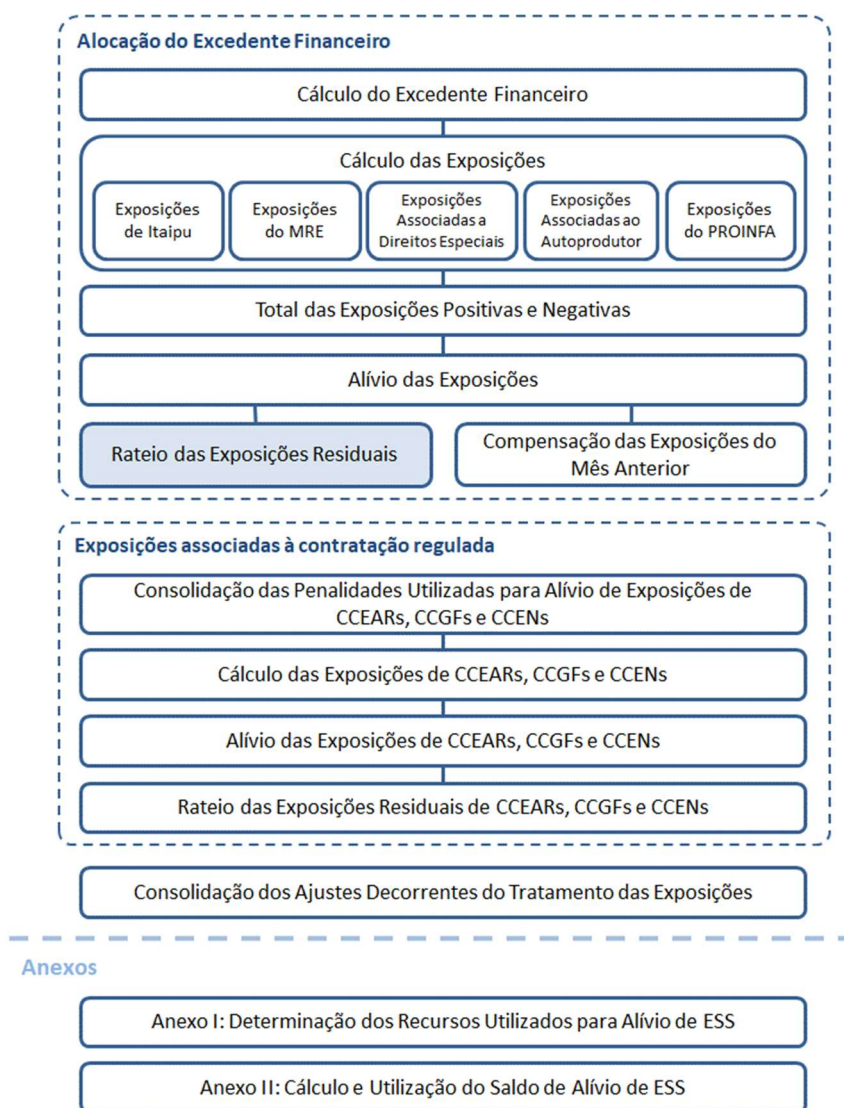 Alocação do Excedente Financeiro
Cálculo do Excedente Financeiro
Cálculo das Exposições
Exposições
de Itaipu
Exposições
do MRE
Exposições
Associadas a
Direitos Especiais
Exposições
Associadas ao
Autoprodutor
Exposições
do PROINFA
Total das Exposições Positivas e Negativas
Alívio das Exposições
Rateio das Exposições Residuais
Compensação das Exposições do
Mês Anterior
Exposições associadas à contratação regulada
Consolidação das Penalidades Utilizadas para Alívio de Exposições de
CCEARs, CCGFs e CCENs
Cálculo das Exposições de CCEARs, CCGFs e CCENs
Alívio das Exposições de CCEARs, CCGFs e CCENs
Rateio das Exposições Residuais de CCEARs, CCGFs e CCENs
Consolidação dos Ajustes Decorrentes do Tratamento das Exposições
Anexos
Anexo I: Determinação dos Recursos Utilizados para Alívio de ESS
Anexo II: Cálculo e Utilização do Saldo de Alívio de ESS